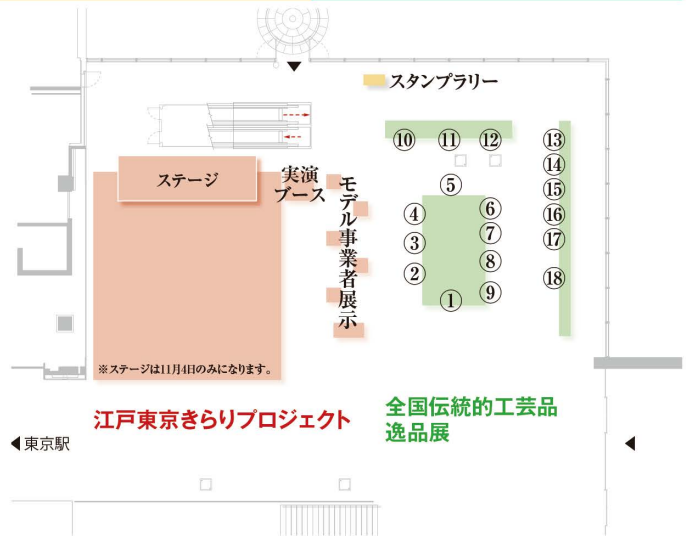 スタンプラリー
⑩ ⑪ ⑫ ⑬
⑭
ステージ
実演
ブース
モデル事業者展示
⑤
⑮
④ ⑥ ⑯
③ ⑦ ⑰
② ⑧ ⑱
① ⑨
※ステージは11月4日のみになります。
江戸東京きらりプロジェクト
全国伝統的工芸品
逸品展
◀東京駅